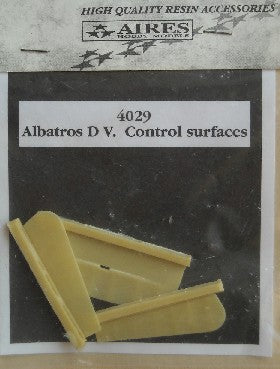 HIGH QUALITY RESIN ACCESSORIES
AIRES
HOBBY MODELS
4029
Albatros D V. Control surfaces